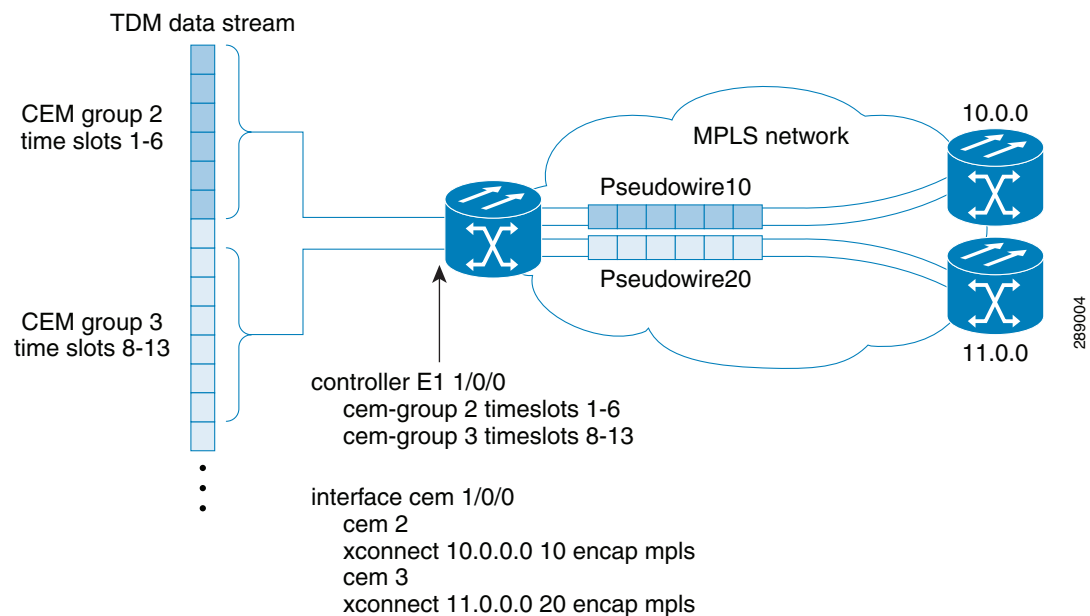 TDM data stream
CEM group 2
time slots 1-6
CEM group 3
time slots 8-13
MPLS network
Pseudowire10
Pseudowire20
10.0.0
11.0.0
controller E1 1/0/0
cem-group 2 timeslots 1-6
cem-group 3 timeslots 8-13
interface cem 1/0/0
cem 2
xconnect 10.0.0.0 10 encap mpls
cem 3
xconnect 11.0.0.0 20 encap mpls
289004